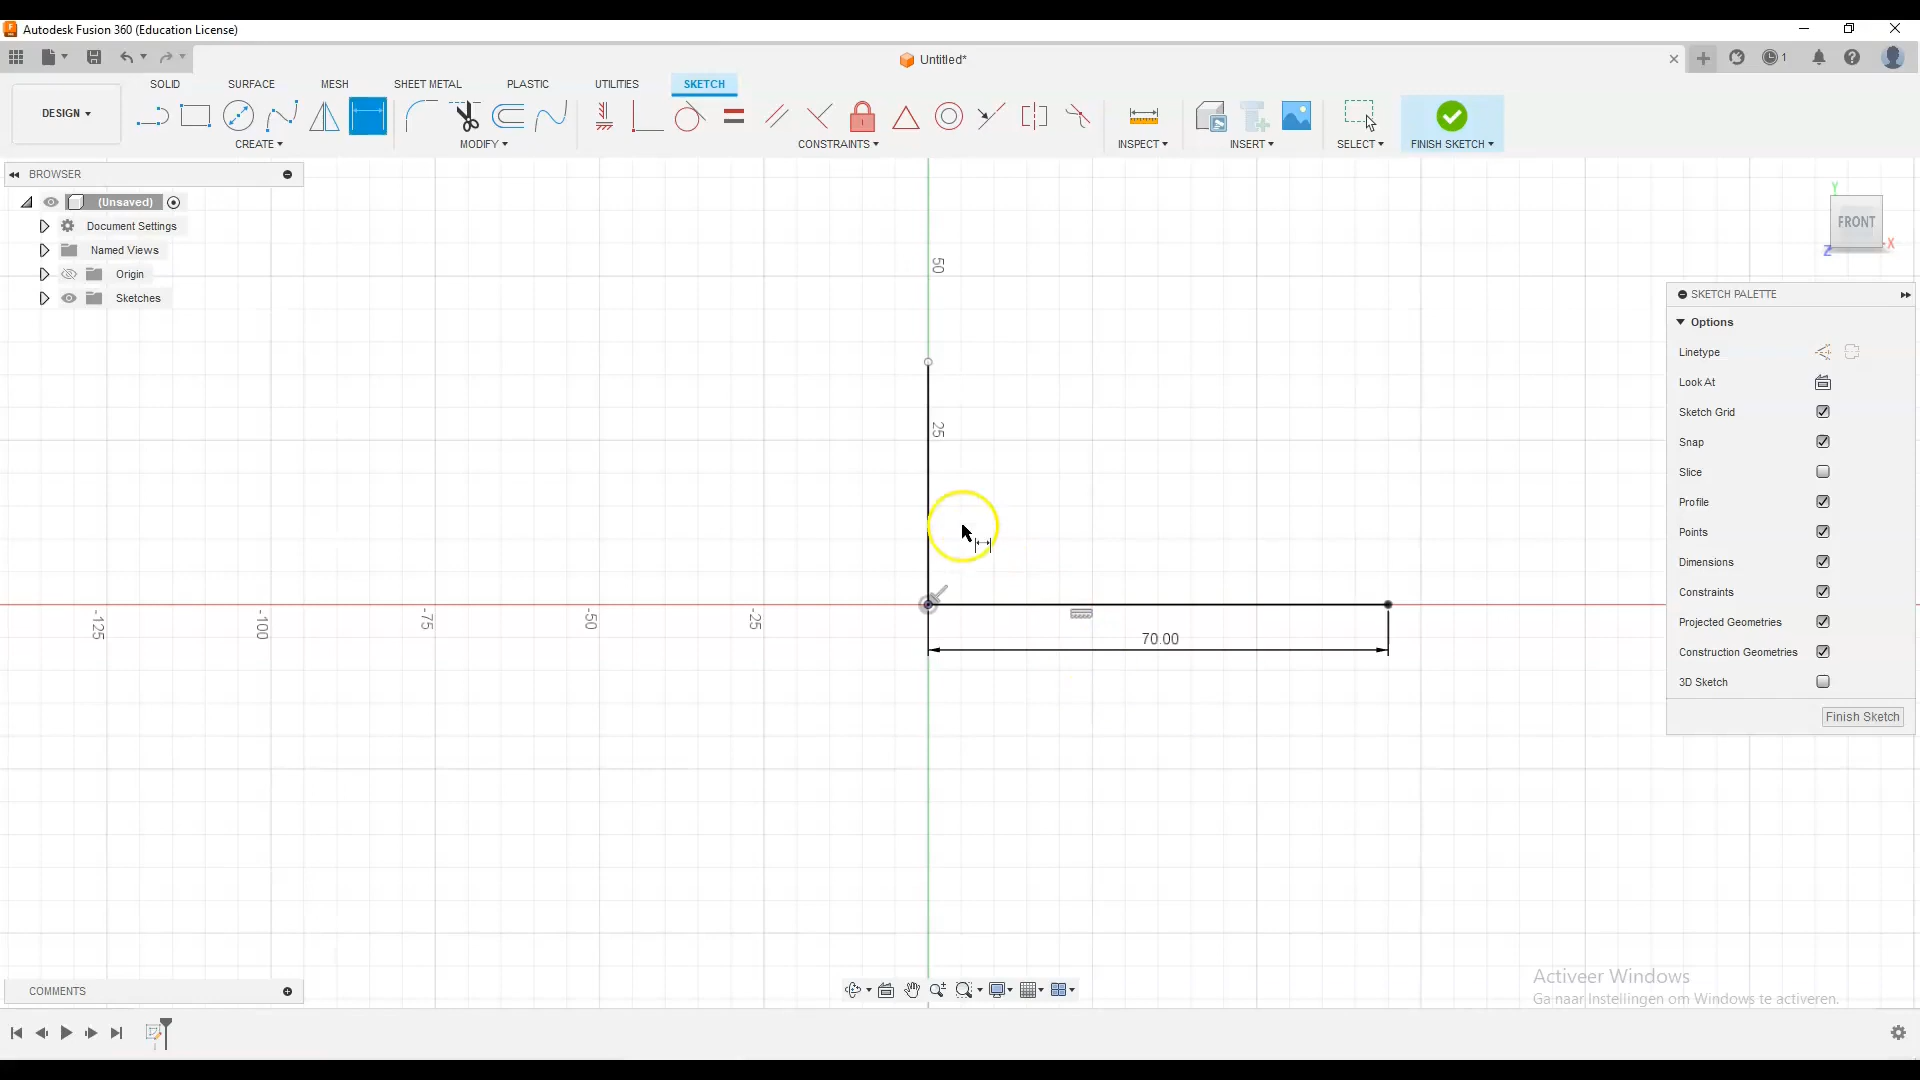 Autodesk Fusion 360 (Education License)
Untitled*
1
DESIGN
SOLID
SURFACE
MESH
SHEET METAL
PLASTIC
UTILITIES
SKETCH
CREATE
MODIFY
CONSTRAINTS
INSPECT
INSERT
SELECT
FINISH SKETCH
BROWSER
(Unsaved)
Document Settings
Named Views
Origin
Sketches
50
25
-125
-100
-75
-50
-25
70.00
Y
FRONT
X
Z
SKETCH PALETTE
Options
Linetype
Look At
Sketch Grid
Snap
Slice
Profile
Points
Dimensions
Constraints
Projected Geometries
Construction Geometries
3D Sketch
Finish Sketch
Activeer Windows
Ga naar Instellingen om Windows te activeren.
COMMENTS